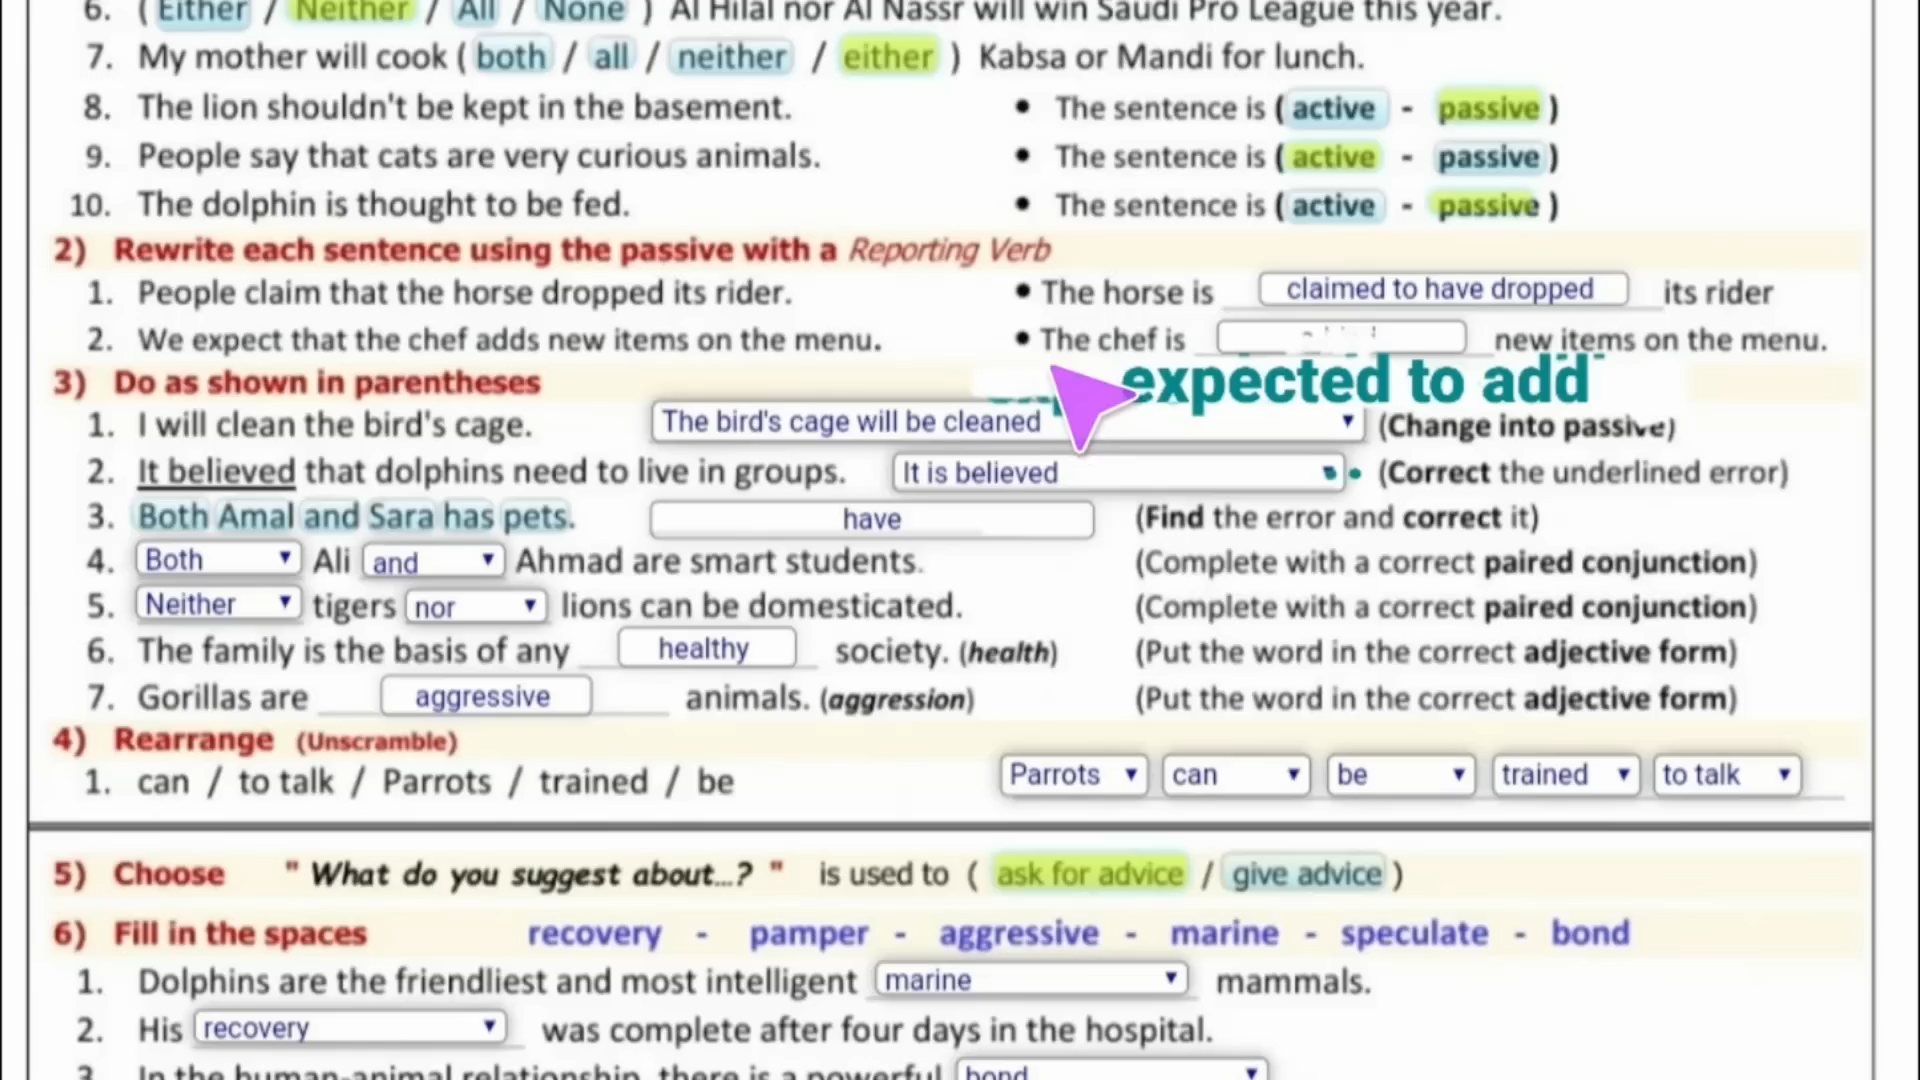 6. ( Either / Neither / All / None ) Al Hilal nor Al Nassr will win Saudi Pro League this year.
7. My mother will cook ( both / all / neither / either ) Kabsa or Mandi for lunch.
8. The lion shouldn't be kept in the basement. • The sentence is ( active - passive )
9. People say that cats are very curious animals. • The sentence is ( active - passive )
10. The dolphin is thought to be fed. • The sentence is ( active - passive )
2) Rewrite each sentence using the passive with a Reporting Verb
1. People claim that the horse dropped its rider. • The horse is claimed to have dropped its rider
2. We expect that the chef adds new items on the menu. • The chef is new items on the menu.
expected to add
3) Do as shown in parentheses
1. I will clean the bird's cage. The bird's cage will be cleaned (Change into passive)
2. It believed that dolphins need to live in groups. It is believed (Correct the underlined error)
3. Both Amal and Sara has pets. have (Find the error and correct it)
4. Both Ali and Ahmad are smart students. (Complete with a correct paired conjunction)
5. Neither tigers nor lions can be domesticated. (Complete with a correct paired conjunction)
6. The family is the basis of any healthy society. (health) (Put the word in the correct adjective form)
7. Gorillas are aggressive animals. (aggression) (Put the word in the correct adjective form)
4) Rearrange (Unscramble)
1. can / to talk / Parrots / trained / be Parrots can be trained to talk
5) Choose " What do you suggest about...? " is used to ( ask for advice / give advice )
6) Fill in the spaces recovery - pamper - aggressive - marine - speculate - bond
1. Dolphins are the friendliest and most intelligent marine mammals.
2. His recovery was complete after four days in the hospital.
3. In the human-animal relationship, there is a powerful bond